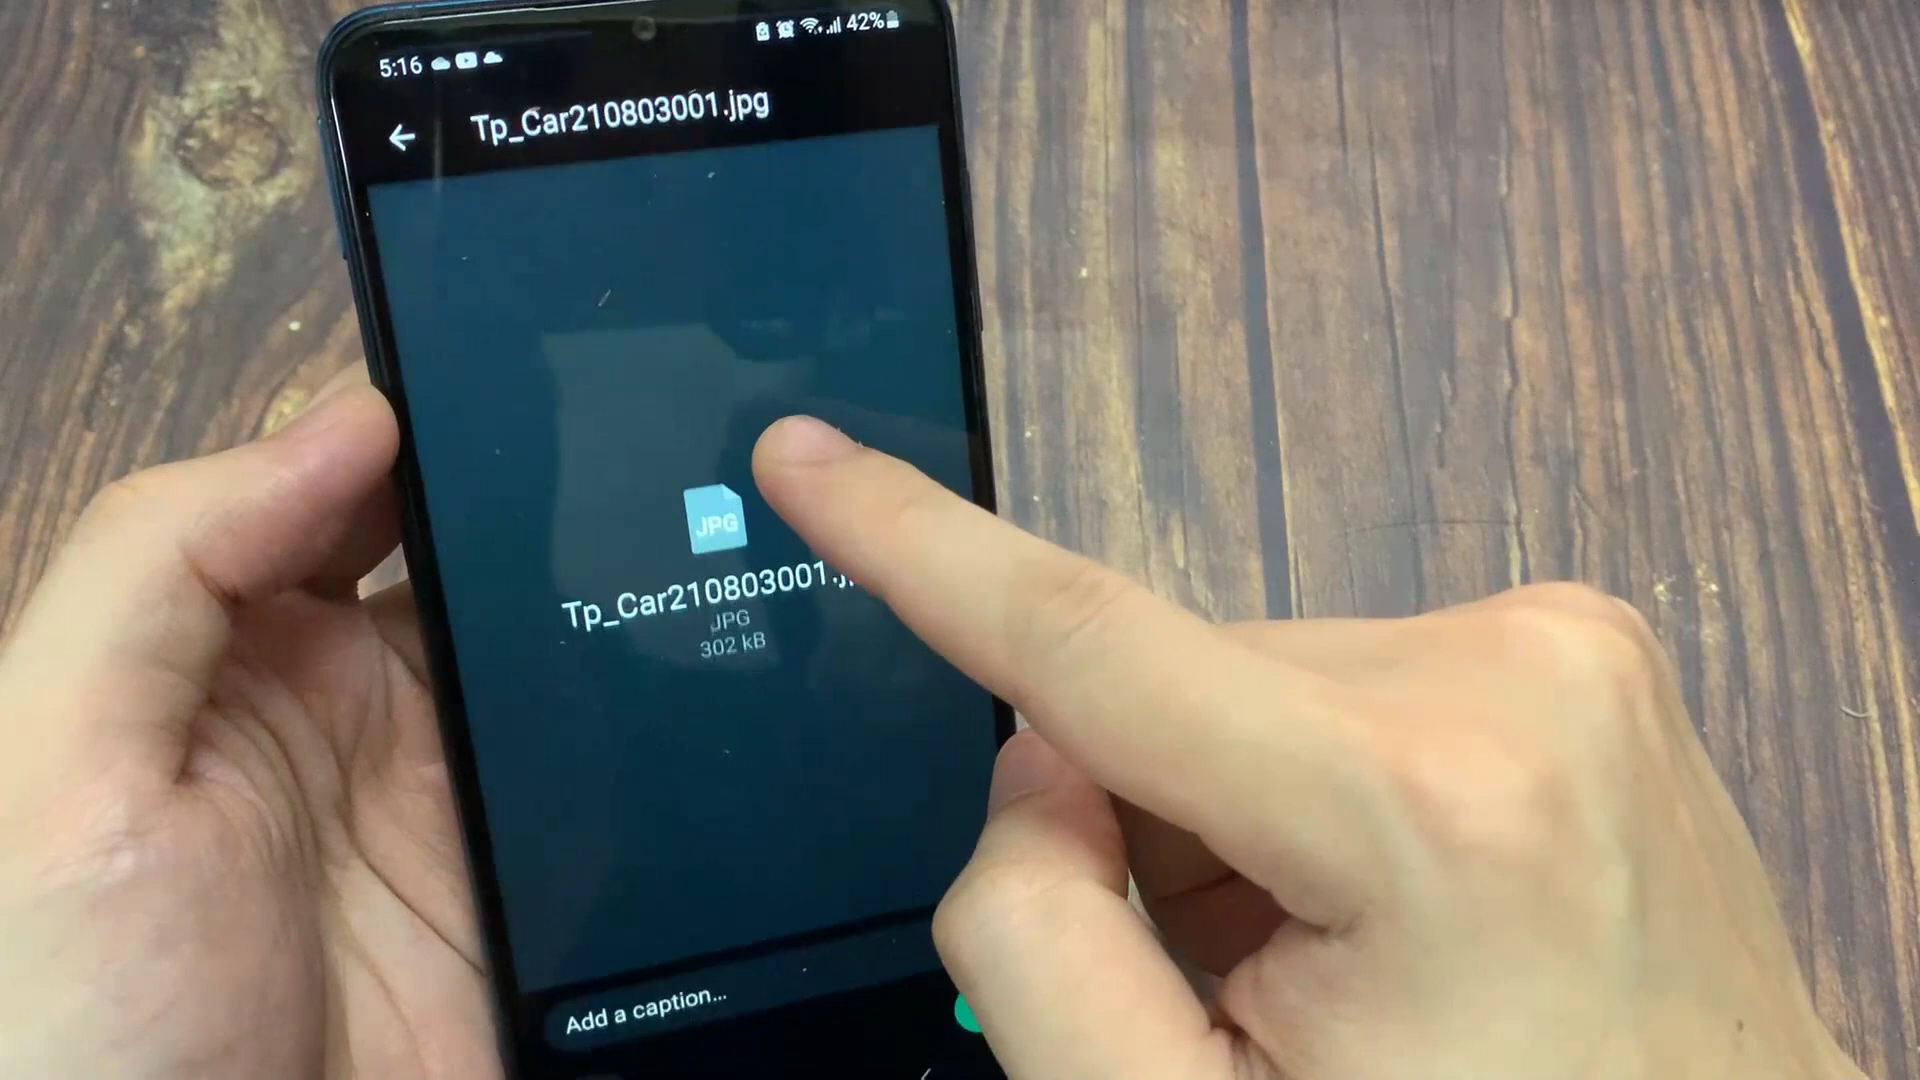 5:16 42%
Tp_Car210803001.jpg
JPG
Tp_Car210803001.j
JPG
302 kB
Add a caption...